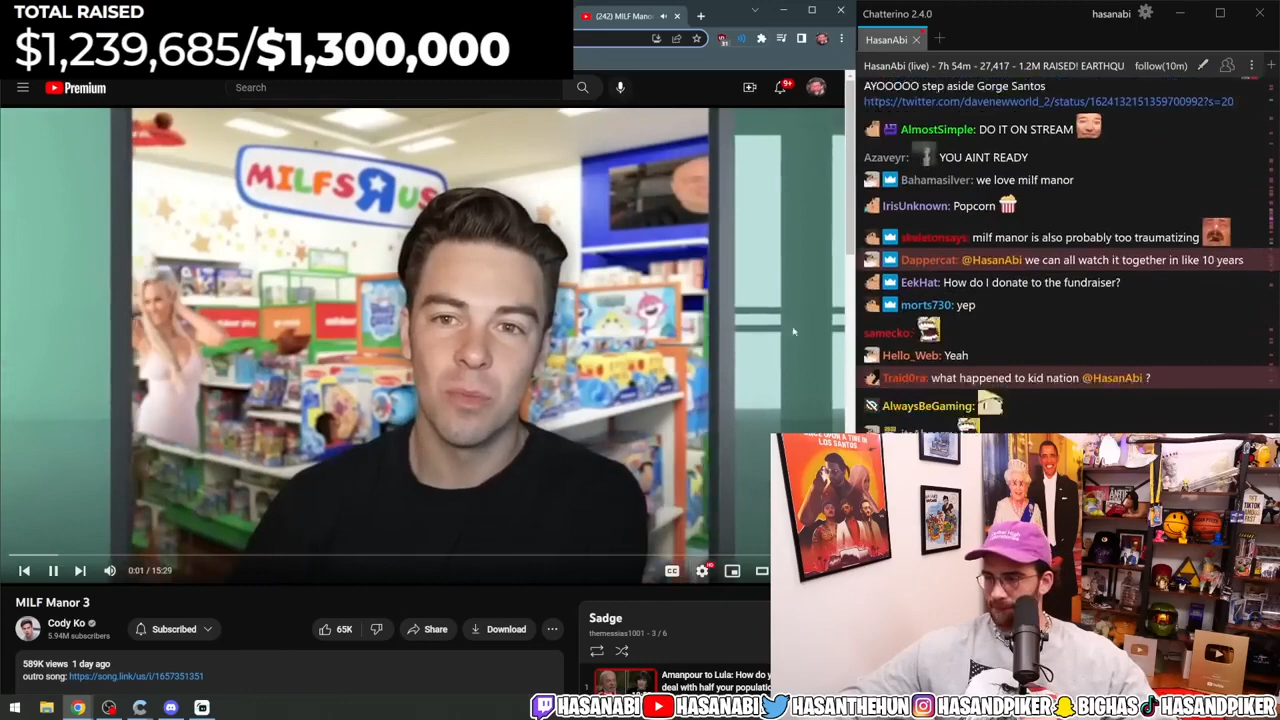 TOTAL RAISED
$1,239,685/$1,300,000
(242) MILF Mano
Premium
Search
9+
MILFS R US
0:01 / 15:29
CC
HD
MILF Manor 3
Cody Ko
5.94M subscribers
Subscribed
65K
Share
Download
589K views 1 day ago
outro song: https://song.link/us/i/1657351351
Sadge
themessias1001 - 3 / 6
1
Amanpour to Lula: How do y
deal with half your populatio
Chatterino 2.4.0
hasanabi
HasanAbi
HasanAbi (live) - 7h 54m - 27,417 - 1.2M RAISED! EARTHQU
follow(10m)
AYOOOOO step aside Gorge Santos
https://twitter.com/davenewworld_2/status/1624132151359700992?s=20
AlmostSimple: DO IT ON STREAM
Azaveyr: YOU AINT READY
Bahamasilver: we love milf manor
IrisUnknown: Popcorn
skeletonsays: milf manor is also probably too traumatizing
Dappercat: @HasanAbi we can all watch it together in like 10 years
EekHat: How do I donate to the fundraiser?
morts730: yep
samecko:
Hello_Web: Yeah
Traid0ra: what happened to kid nation @HasanAbi ?
AlwaysBeGaming:
LOS SANTOS
HASANABI
HASANABI
HASANTHEHUN
HASANDPIKER
BIGHAS
HASANDPIKER